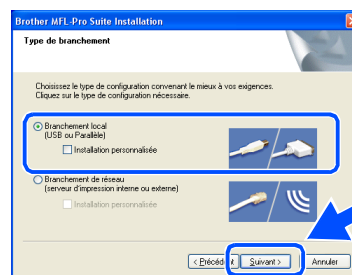 Brother MFL-Pro Suite Installation
Type de branchement
Choisissez le type de configuration convenant le mieux à vos exigences.
Cliquez sur le type de configuration nécessaire.
Branchement local
(USB ou Parallèle)
Installation personnalisée
Branchement de réseau
(serveur d'impression interne ou externe)
Installation personnalisée
< Précédent Suivant > Annuler